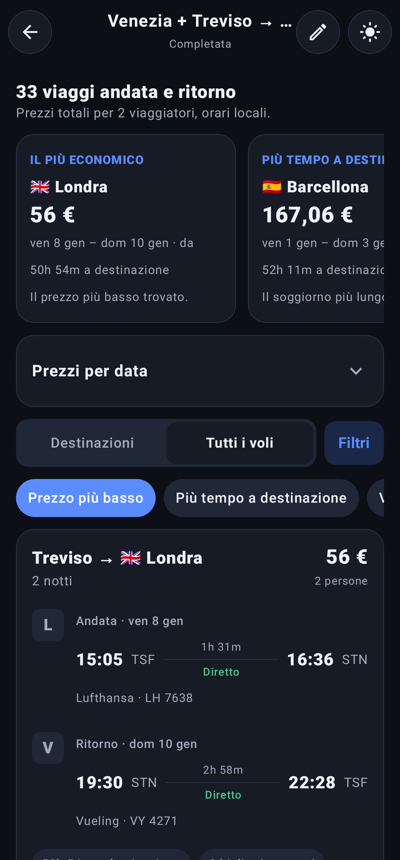 Venezia + Treviso → ...
Completata
33 viaggi andata e ritorno
Prezzi totali per 2 viaggiatori, orari locali.
IL PIÙ ECONOMICO
🇬🇧 Londra
56 €
ven 8 gen – dom 10 gen · da
50h 54m a destinazione
Il prezzo più basso trovato.
PIÙ TEMPO A
🇪🇸 Barcellona
167,06 €
ven 1 gen – dom 3
52h 11m a
Il soggiorno più
Prezzi per data
Destinazioni
Tutti i voli
Filtri
Prezzo più basso
Più tempo a destinazione
Treviso → 🇬🇧 Londra
56 €
2 notti
2 persone
L
Andata · ven 8 gen
1h 31m
15:05 TSF
16:36 STN
Diretto
Lufthansa · LH 7638
V
Ritorno · dom 10 gen
2h 58m
19:30 STN
22:28 TSF
Diretto
Vueling · VY 4271